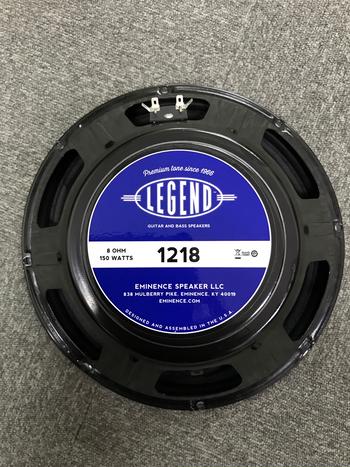 Premium tone since 1966
LEGEND
GUITAR AND BASS SPEAKERS
8 OHM
150 WATTS
1218
EMINENCE SPEAKER LLC
838 MULBERRY PIKE, EMINENCE, KY 40019
EMINENCE.COM
DESIGNED AND ASSEMBLED IN THE U.S.A.